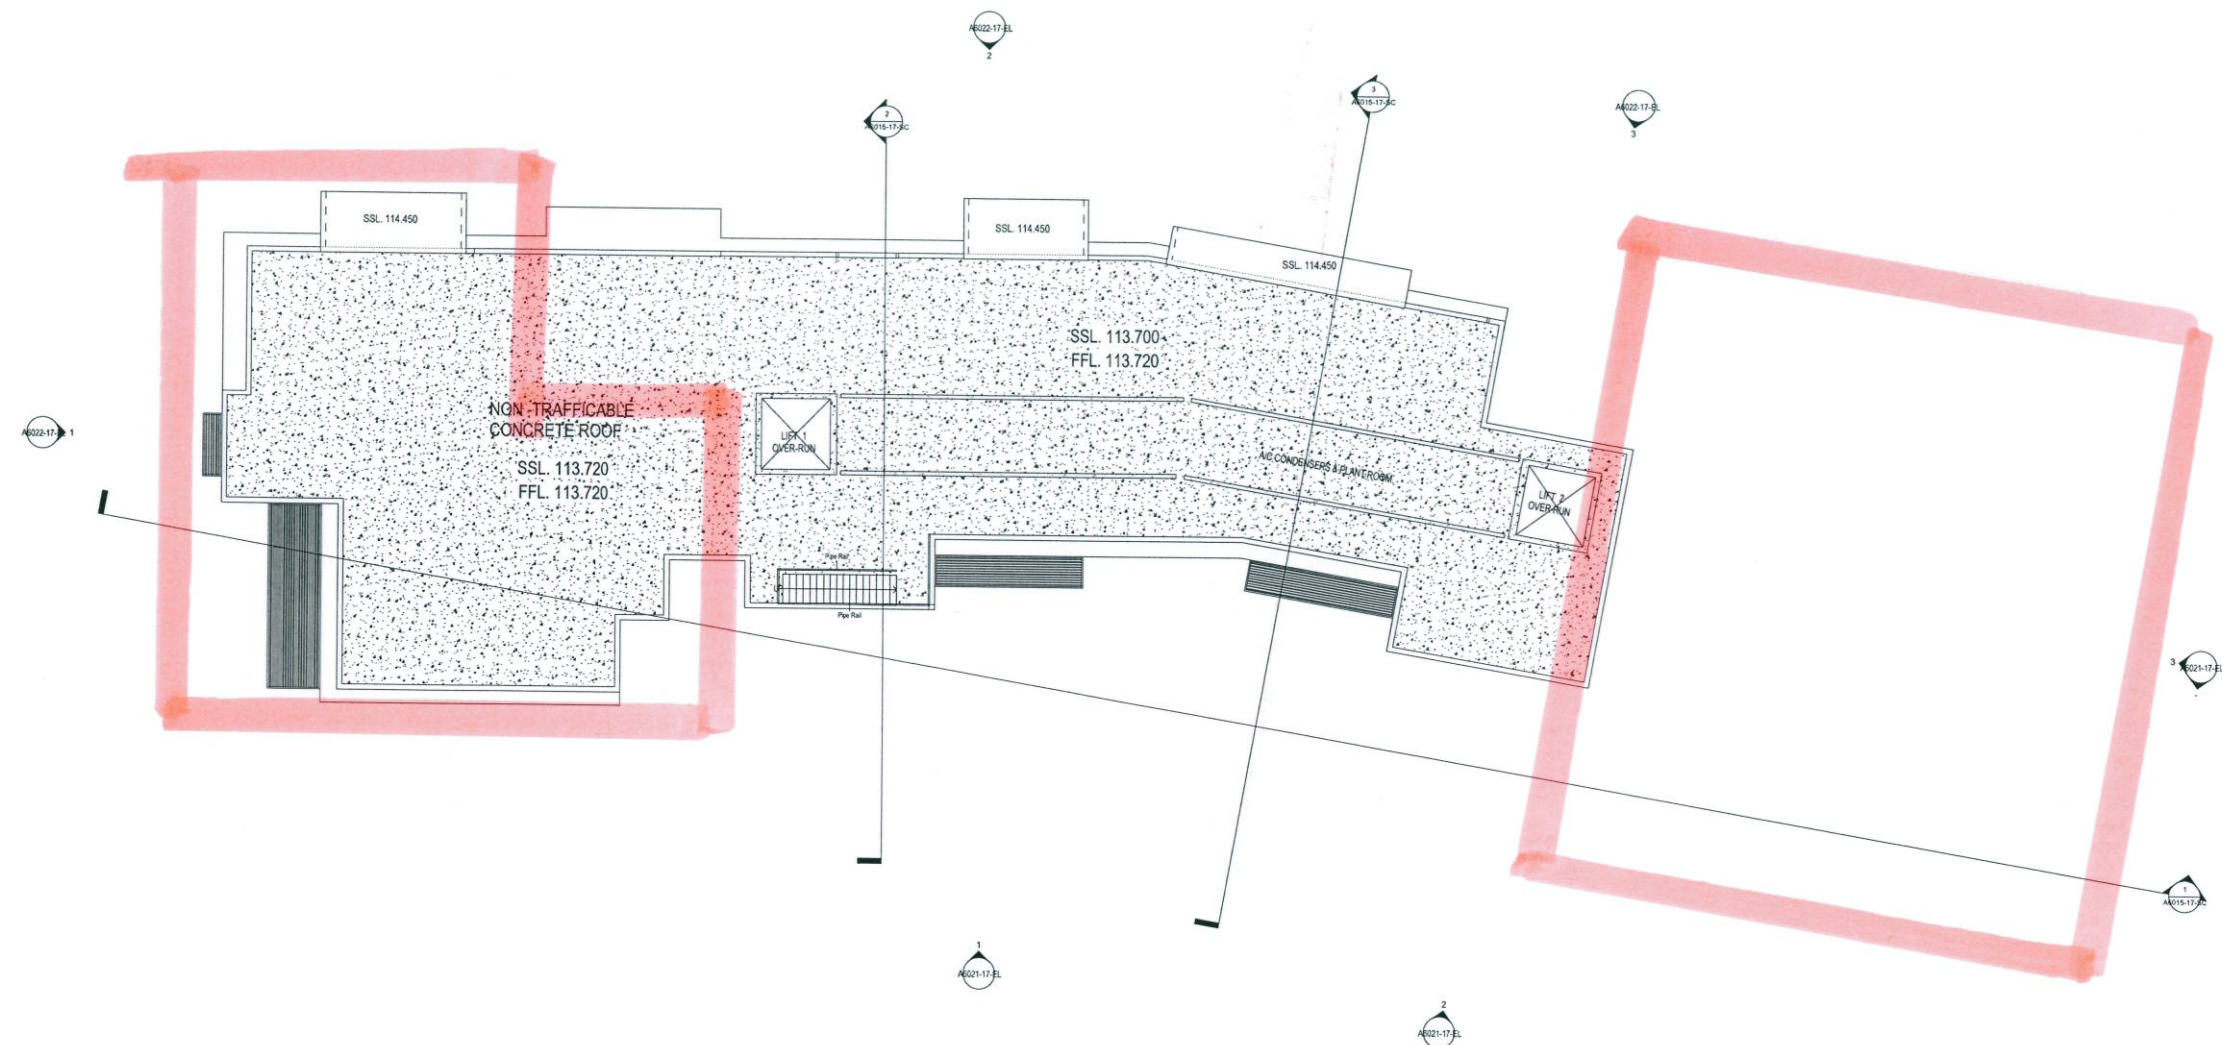 A6022-17-EL
2
3
A6015-17-SC
A6022-17-EL
3
2
A6015-17-SC
SSL. 114.450
SSL. 114.450
SSL. 114.450
SSL. 113.700
FFL. 113.720
NON -TRAFFICABLE
CONCRETE ROOF
SSL. 113.720
FFL. 113.720
LIFT 1
OVER-RUN
A/C CONDENSERS & PLANT ROOM
LIFT 2
OVER-RUN
1
Pipe Rail
Pipe Rail
3
A6021-17-EL
1
A6015-17-SC
1
A6021-17-EL
2
A6021-17-EL